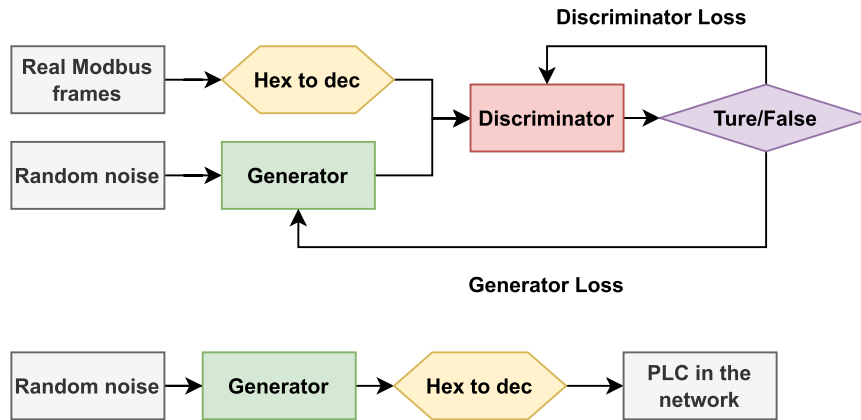 Discriminator Loss
Real Modbus
frames
Hex to dec
Discriminator
Ture/False
Random noise
Generator
Generator Loss
Random noise
Generator
Hex to dec
PLC in the
network